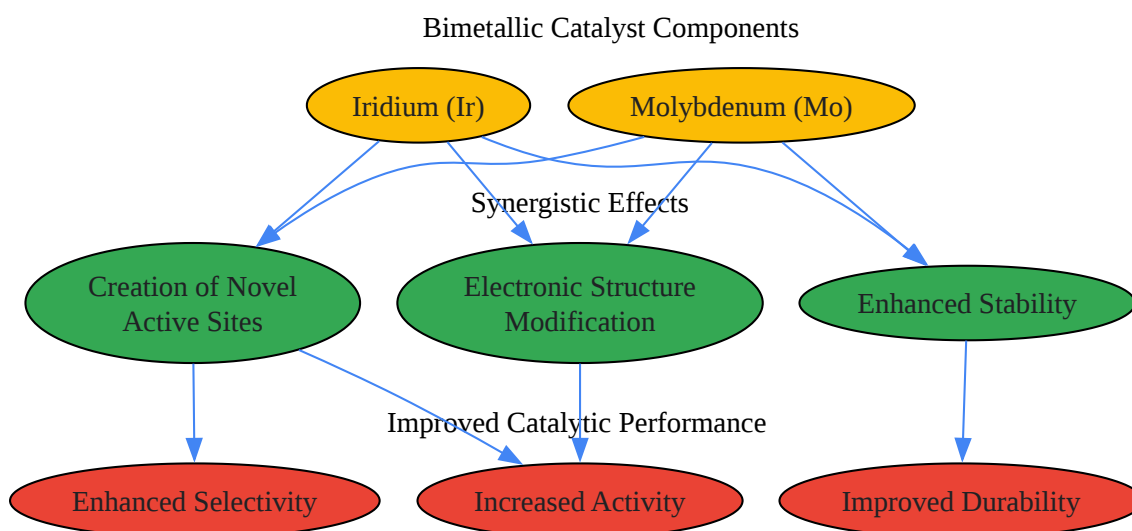 Bimetallic Catalyst Components
Iridium (Ir)
Molybdenum (Mo)
Synergistic Effects
Creation of Novel
Active Sites
Electronic Structure
Modification
Enhanced Stability
Improved Catalytic Performance
Enhanced Selectivity
Increased Activity
Improved Durability